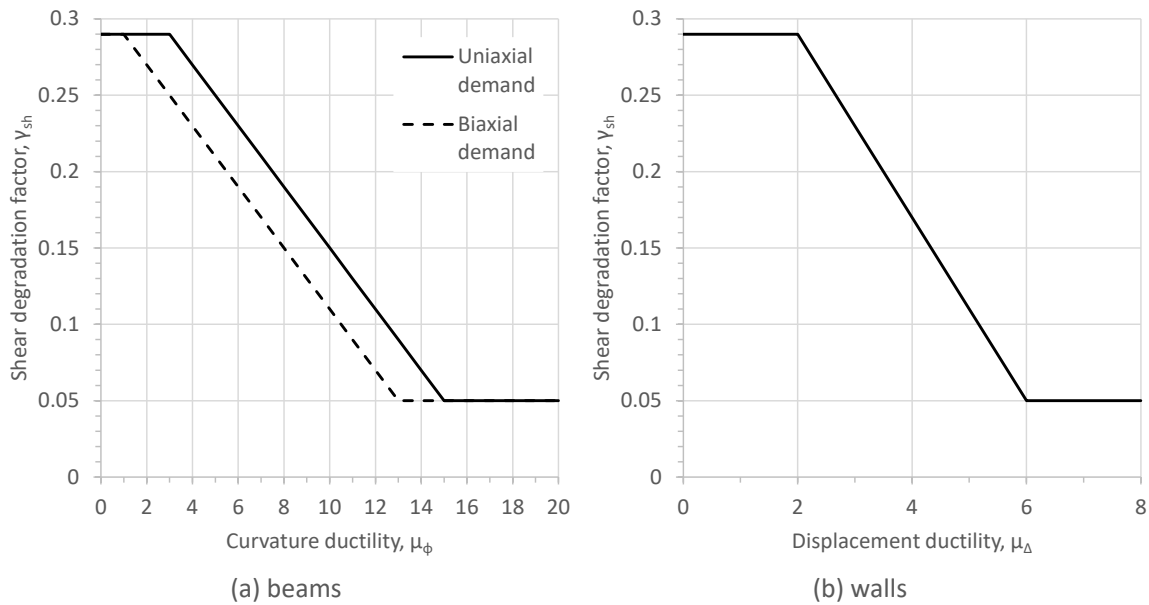 0.3
0.25
0.2
0.15
0.1
0.05
0
Shear degradation factor, γsh
0 2 4 6 8 10 12 14 16 18 20
Curvature ductility, μϕ
Uniaxial
demand
Biaxial
demand
(a) beams
0.3
0.25
0.2
0.15
0.1
0.05
0
Shear degradation factor, γsh
0 2 4 6 8
Displacement ductility, μΔ
(b) walls